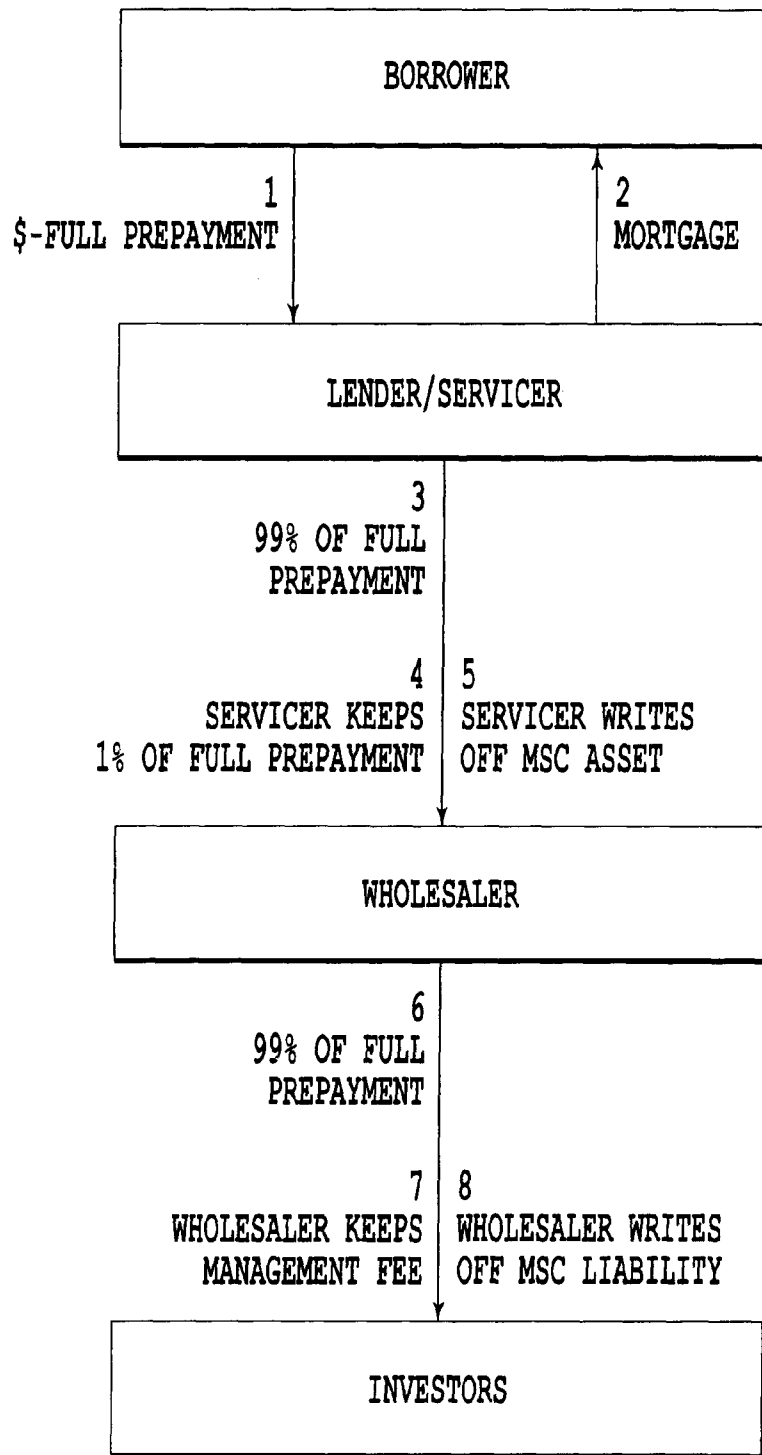 BORROWER
1
$-FULL PREPAYMENT
2
MORTGAGE
LENDER/SERVICER
3
99% OF FULL
PREPAYMENT
4
SERVICER KEEPS
1% OF FULL PREPAYMENT
5
SERVICER WRITES
OFF MSC ASSET
WHOLESALER
6
99% OF FULL
PREPAYMENT
7
WHOLESALER KEEPS
MANAGEMENT FEE
8
WHOLESALER WRITES
OFF MSC LIABILITY
INVESTORS